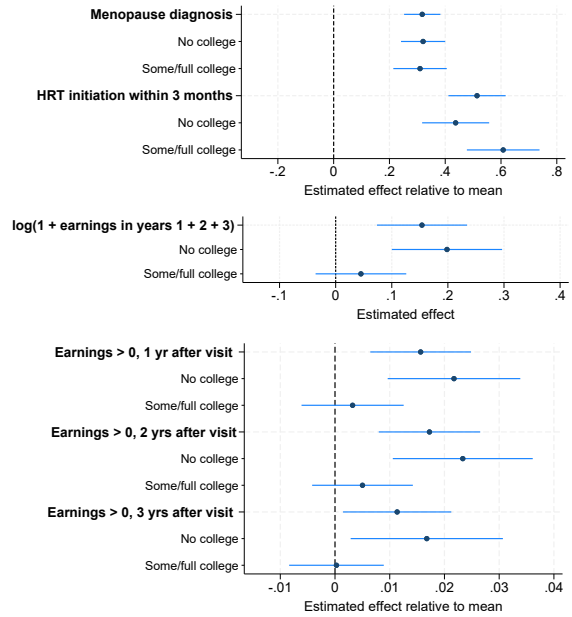 Menopause diagnosis
No college
Some/full college
HRT initiation within 3 months
No college
Some/full college
-.2 0 .2 .4 .6 .8
Estimated effect relative to mean
log(1 + earnings in years 1 + 2 + 3)
No college
Some/full college
-.1 0 .1 .2 .3 .4
Estimated effect
Earnings > 0, 1 yr after visit
No college
Some/full college
Earnings > 0, 2 yrs after visit
No college
Some/full college
Earnings > 0, 3 yrs after visit
No college
Some/full college
-.01 0 .01 .02 .03 .04
Estimated effect relative to mean